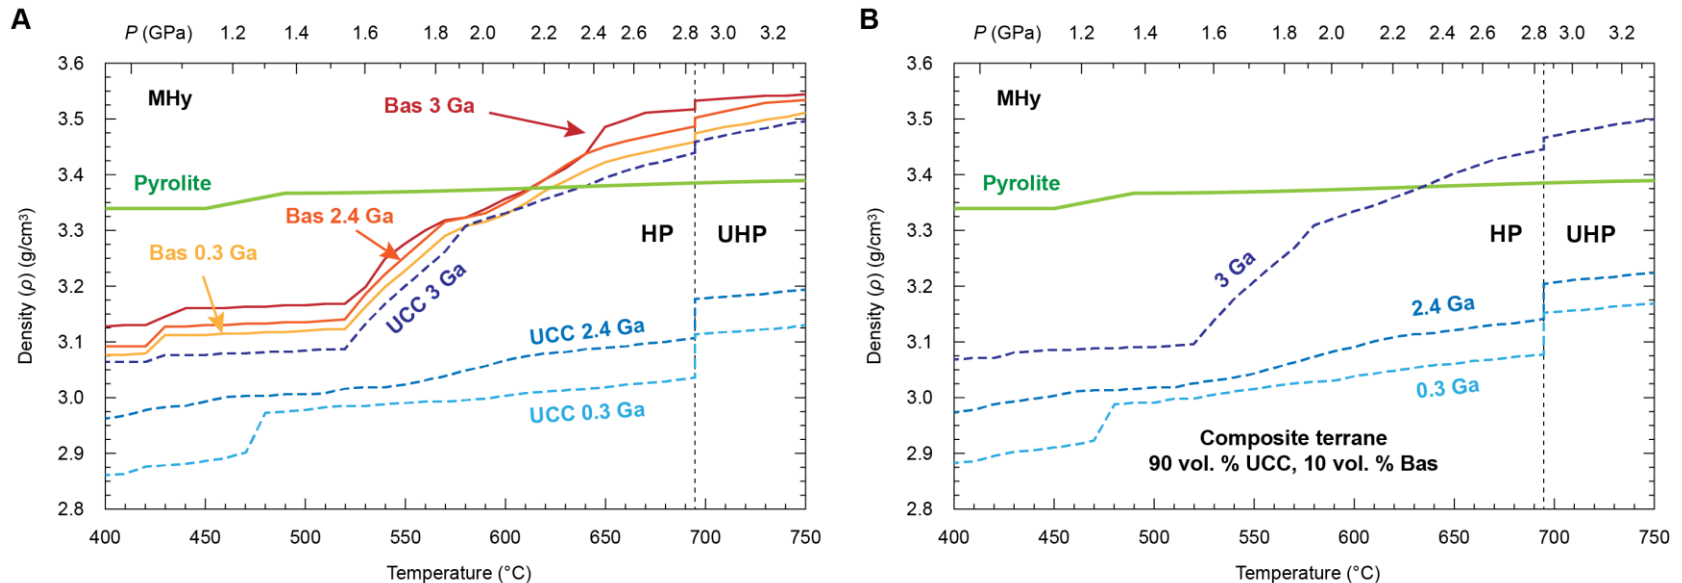 A
P (GPa) 1.2 1.4 1.6 1.8 2.0 2.2 2.4 2.6 2.8 3.0 3.2
3.6
MHy
Bas 3 Ga
3.5
3.4
Pyrolite
Bas 2.4 Ga
3.3
HP UHP
Bas 0.3 Ga
3.2
UCC 3 Ga
UCC 2.4 Ga
3.1
3.0
UCC 0.3 Ga
2.9
2.8
Density (ρ) (g/cm³)
400 450 500 550 600 650 700 750
Temperature (°C)
B
P (GPa) 1.2 1.4 1.6 1.8 2.0 2.2 2.4 2.6 2.8 3.0 3.2
3.6
MHy
3.5
3.4
Pyrolite
3.3
HP UHP
3 Ga
3.2
2.4 Ga
3.1
3.0
0.3 Ga
Composite terrane
2.9
90 vol. % UCC, 10 vol. % Bas
2.8
Density (ρ) (g/cm³)
400 450 500 550 600 650 700 750
Temperature (°C)